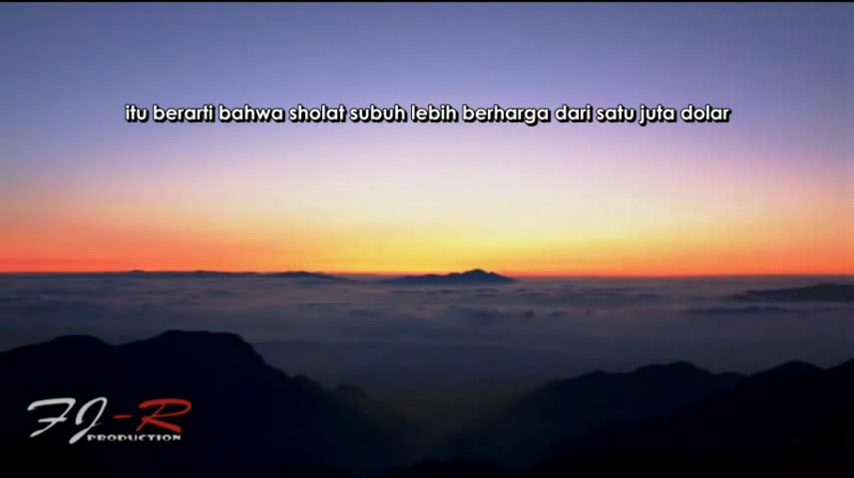 itu berarti bahwa sholat subuh lebih berharga dari satu juta dolar
FJ-R
PRODUCTION